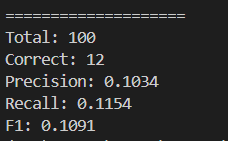 ====================
Total: 100
Correct: 12
Precision: 0.1034
Recall: 0.1154
F1: 0.1091